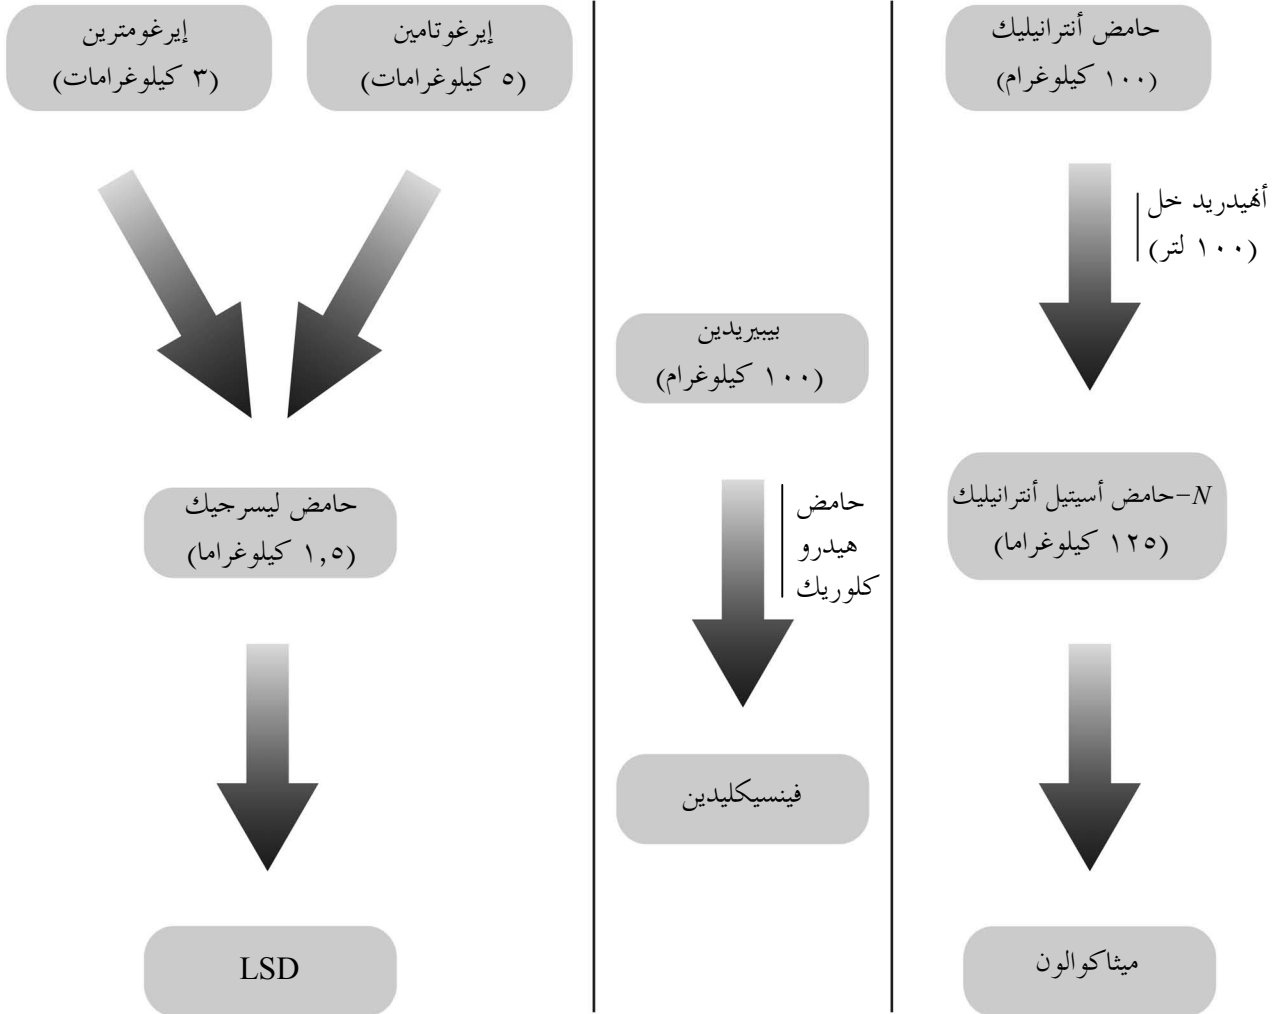 حامض أنترانيليك
(١٠٠ كيلوغرام)
أنهيدريد خل
(١٠٠ لتر)
N-حامض أسيتيل أنترانيليك
(١٢٥ كيلوغراما)
ميثاكوالون
بيبيريدين
(١٠٠ كيلوغرام)
حامض
هيدرو
كلوريك
فينسيكليدين
إيرغوتامين
(٥ كيلوغرامات)
إيرغومترين
(٣ كيلوغرامات)
حامض ليسرجيك
(١,٥ كيلوغراما)
LSD